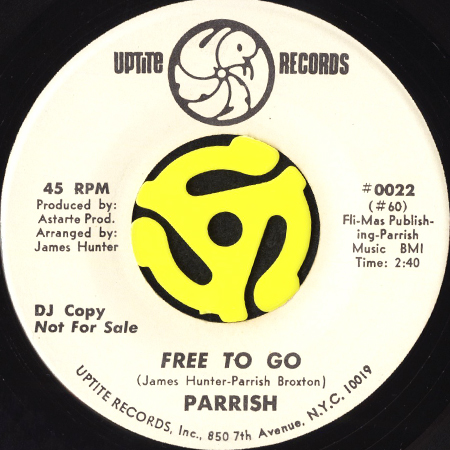 UPTITE RECORDS
45 RPM
Produced by:
Astarte Prod.
Arranged by:
James Hunter
#0022
(#60)
Fli-Mas Publish-
ing-Parrish
Music BMI
Time: 2:40
DJ Copy
Not For Sale
FREE TO GO
(James Hunter-Parrish Broxton)
PARRISH
UPTITE RECORDS, Inc., 850 7th Avenue, N.Y.C. 10019